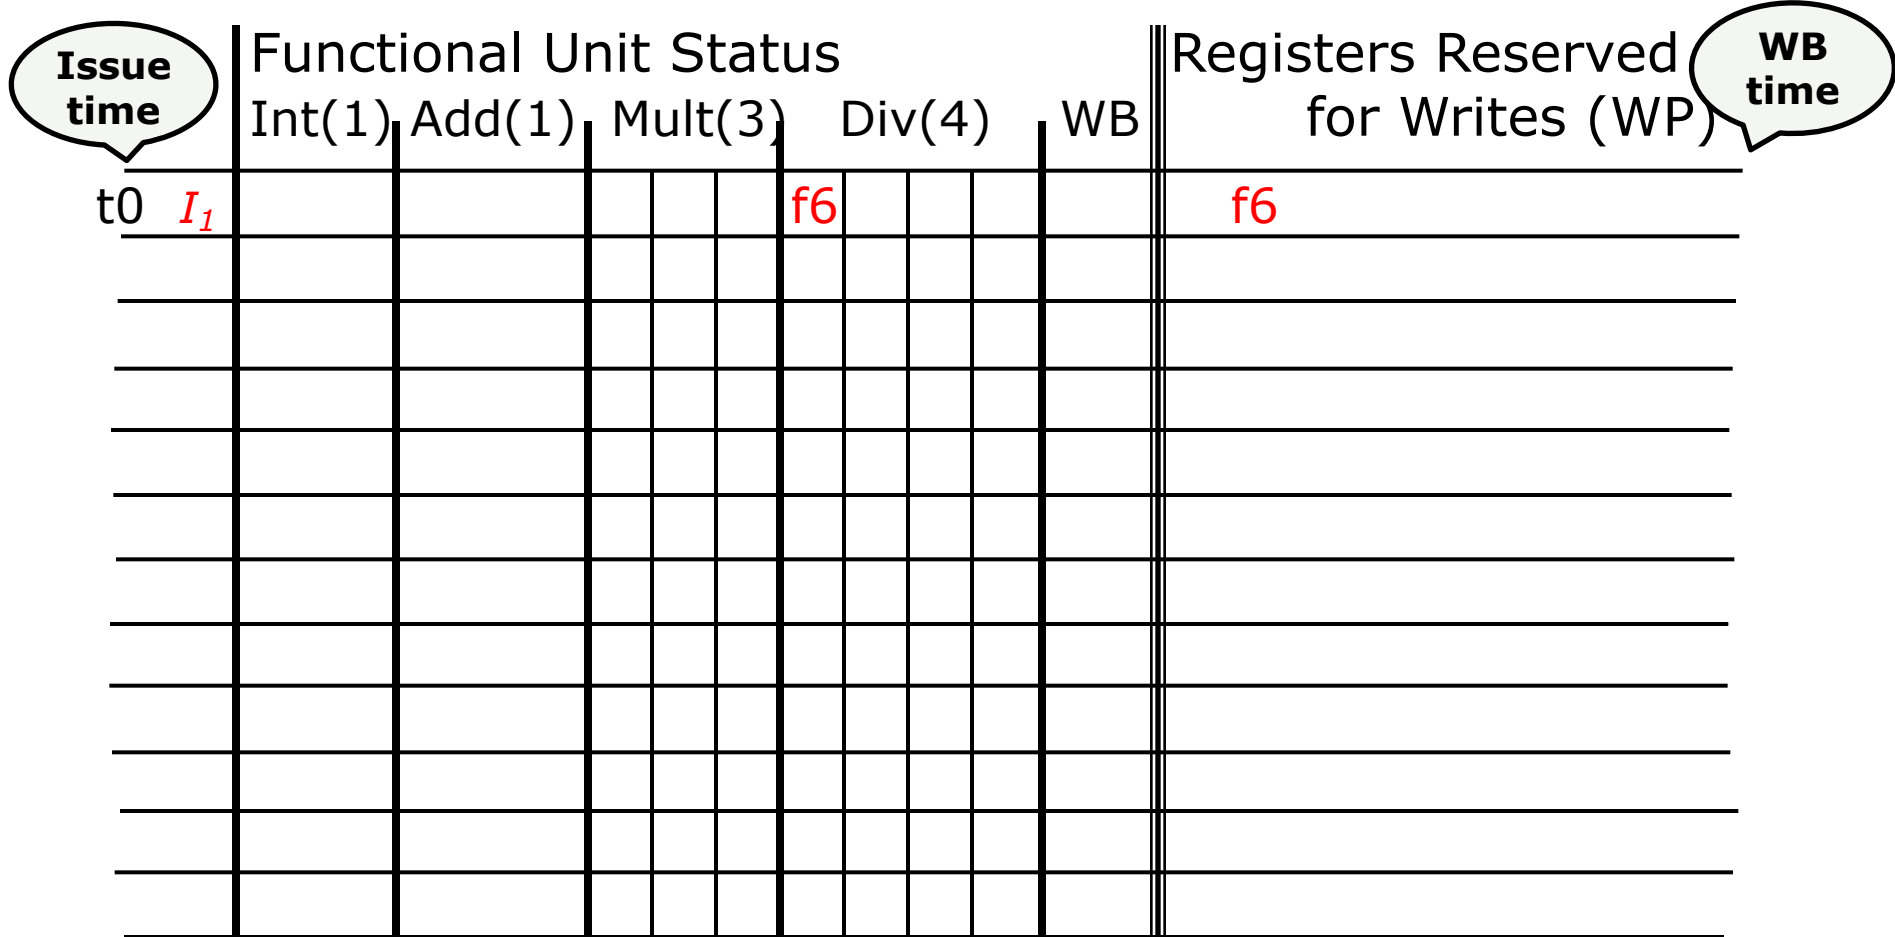 Issue
time
Functional Unit Status
Registers Reserved
for Writes (WP)
WB
time
Int(1) Add(1) Mult(3) Div(4) WB
t0 I1 f6 f6